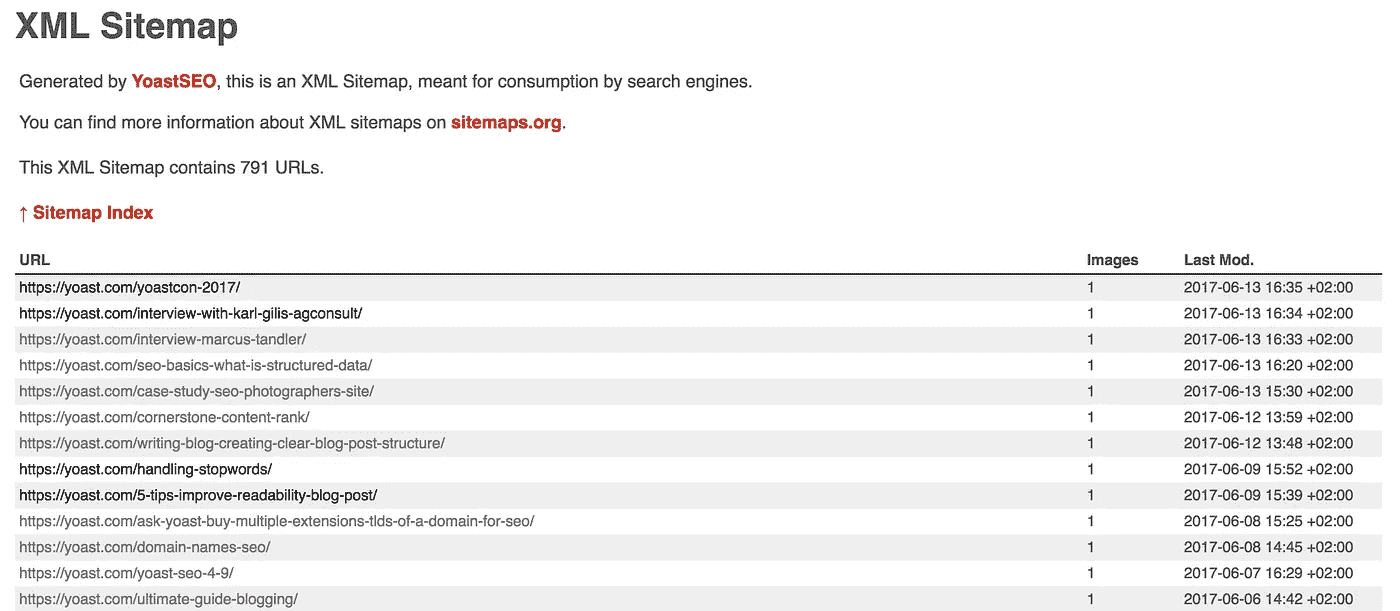 XML Sitemap
Generated by YoastSEO, this is an XML Sitemap, meant for consumption by search engines.
You can find more information about XML sitemaps on sitemaps.org.
This XML Sitemap contains 791 URLs.
↑ Sitemap Index
URL Images Last Mod.
https://yoast.com/yoastcon-2017/ 1 2017-06-13 16:35 +02:00
https://yoast.com/interview-with-karl-gilis-agconsult/ 1 2017-06-13 16:34 +02:00
https://yoast.com/interview-marcus-tandler/ 1 2017-06-13 16:33 +02:00
https://yoast.com/seo-basics-what-is-structured-data/ 1 2017-06-13 16:20 +02:00
https://yoast.com/case-study-seo-photographers-site/ 1 2017-06-13 15:30 +02:00
https://yoast.com/cornerstone-content-rank/ 1 2017-06-12 13:59 +02:00
https://yoast.com/writing-blog-creating-clear-blog-post-structure/ 1 2017-06-12 13:48 +02:00
https://yoast.com/handling-stopwords/ 1 2017-06-09 15:52 +02:00
https://yoast.com/5-tips-improve-readability-blog-post/ 1 2017-06-09 15:39 +02:00
https://yoast.com/ask-yoast-buy-multiple-extensions-tlds-of-a-domain-for-seo/ 1 2017-06-08 15:25 +02:00
https://yoast.com/domain-names-seo/ 1 2017-06-08 14:45 +02:00
https://yoast.com/yoast-seo-4-9/ 1 2017-06-07 16:29 +02:00
https://yoast.com/ultimate-guide-blogging/ 1 2017-06-06 14:42 +02:00